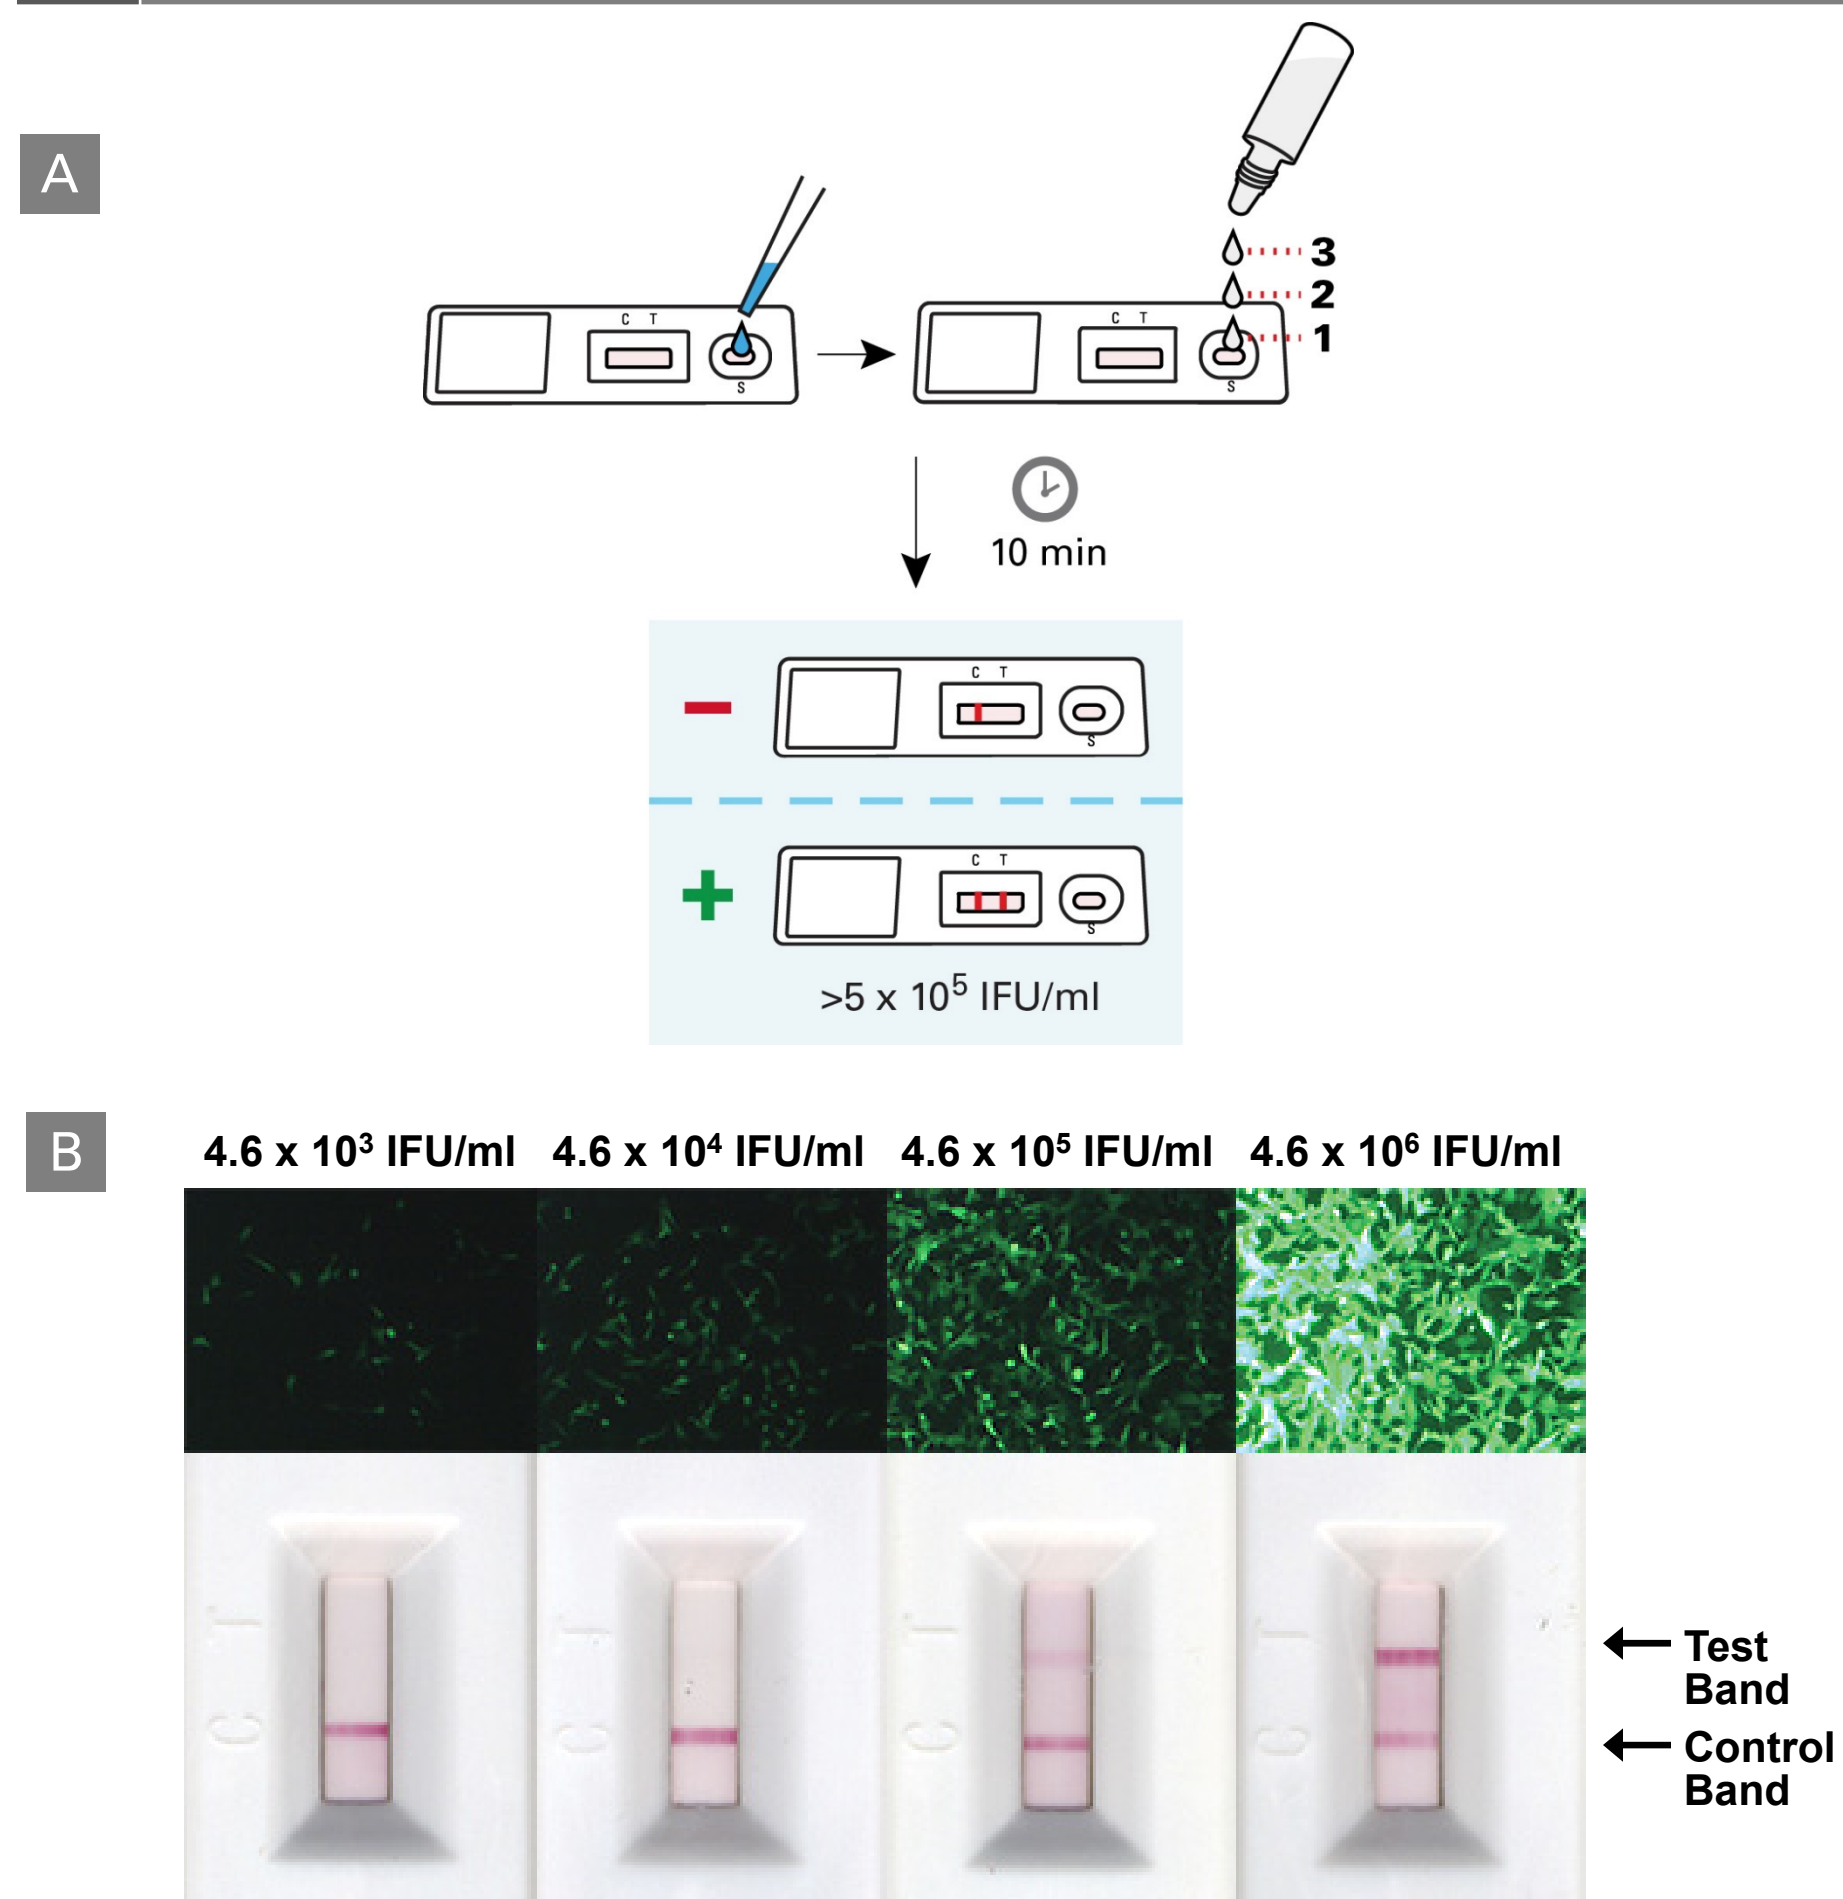 A
3
2
1
C T
S
C T
S
10 min
C T
S
C T
S
>5 x 10⁵ IFU/ml
B
4.6 x 10³ IFU/ml 4.6 x 10⁴ IFU/ml 4.6 x 10⁵ IFU/ml 4.6 x 10⁶ IFU/ml
T
C
T
C
T
C
T
C
Test
Band
Control
Band